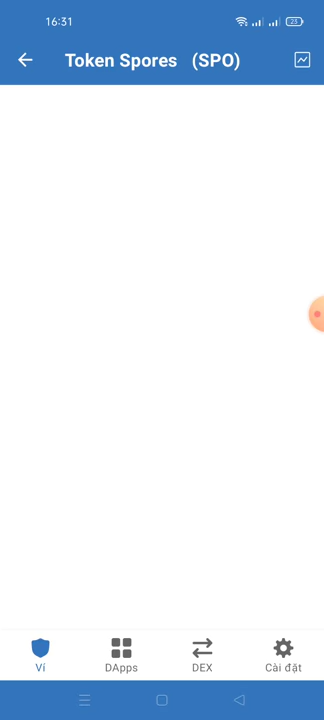 16:31
23
Token Spores (SPO)
Ví
DApps
DEX
Cài đặt